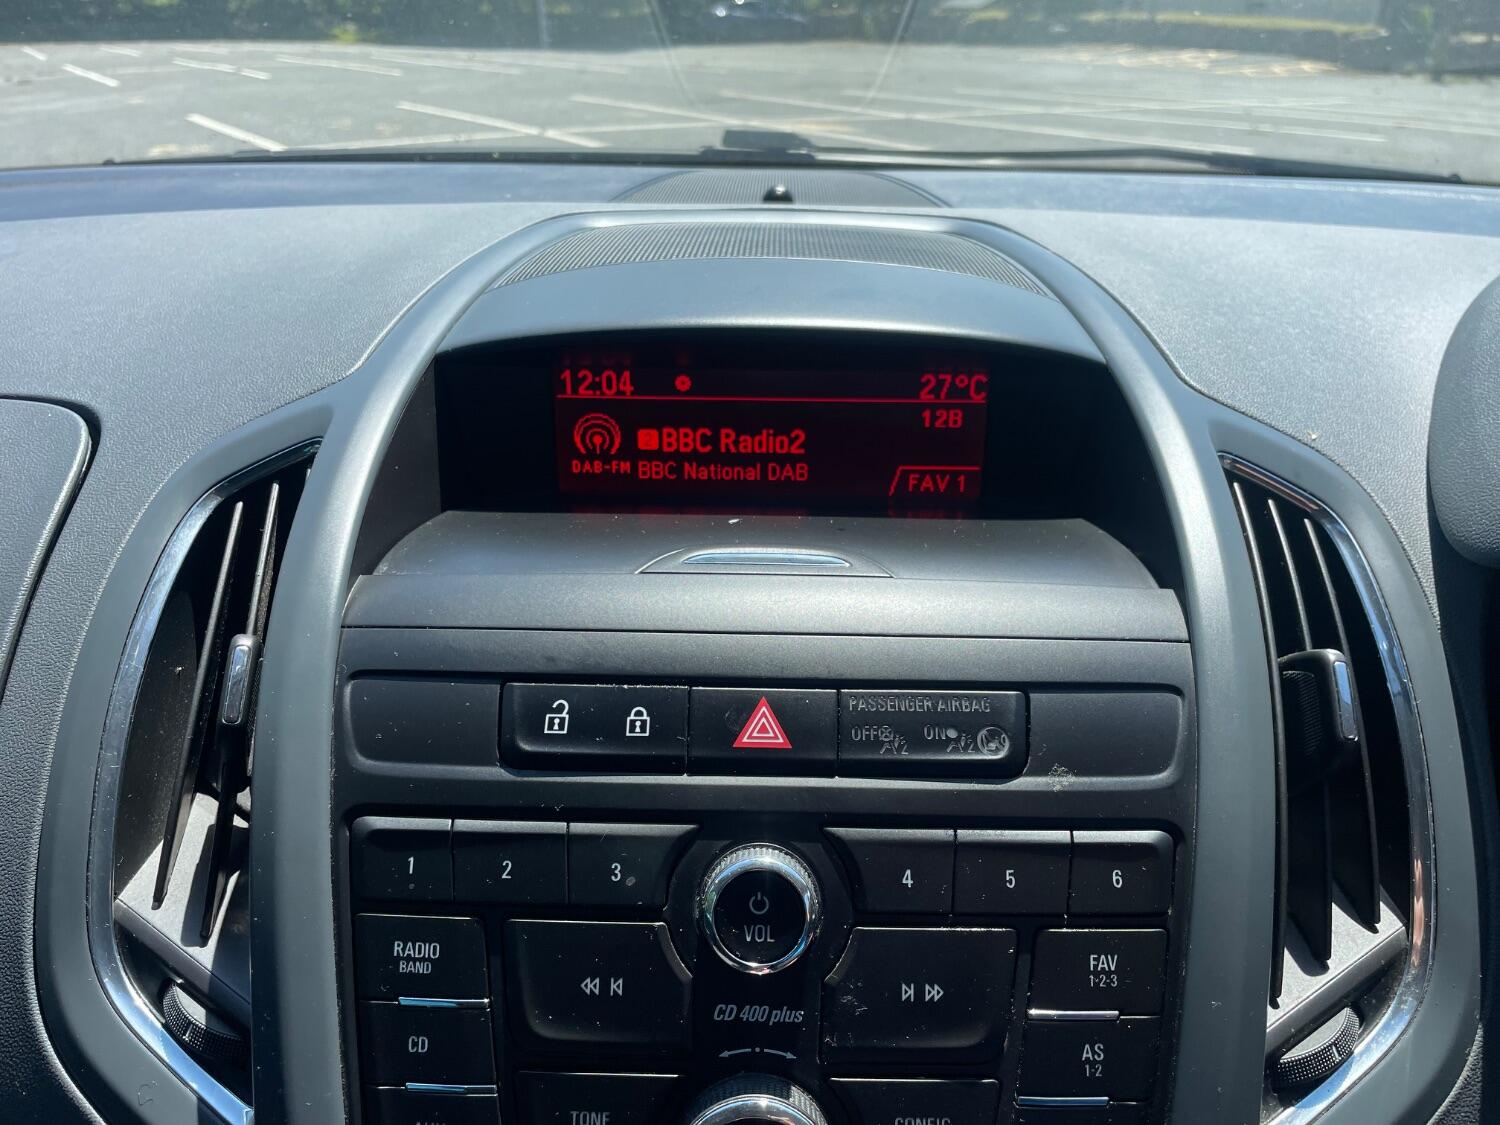 12:04 27°C
12B
2 BBC Radio2
DAB-FM BBC National DAB
FAV 1
PASSENGER AIRBAG
OFF ON
1 2 3 4 5 6
VOL
RADIO
BAND
FAV
1-2-3
CD 400 plus
CD
AS
1-2
TONE
CONFIG